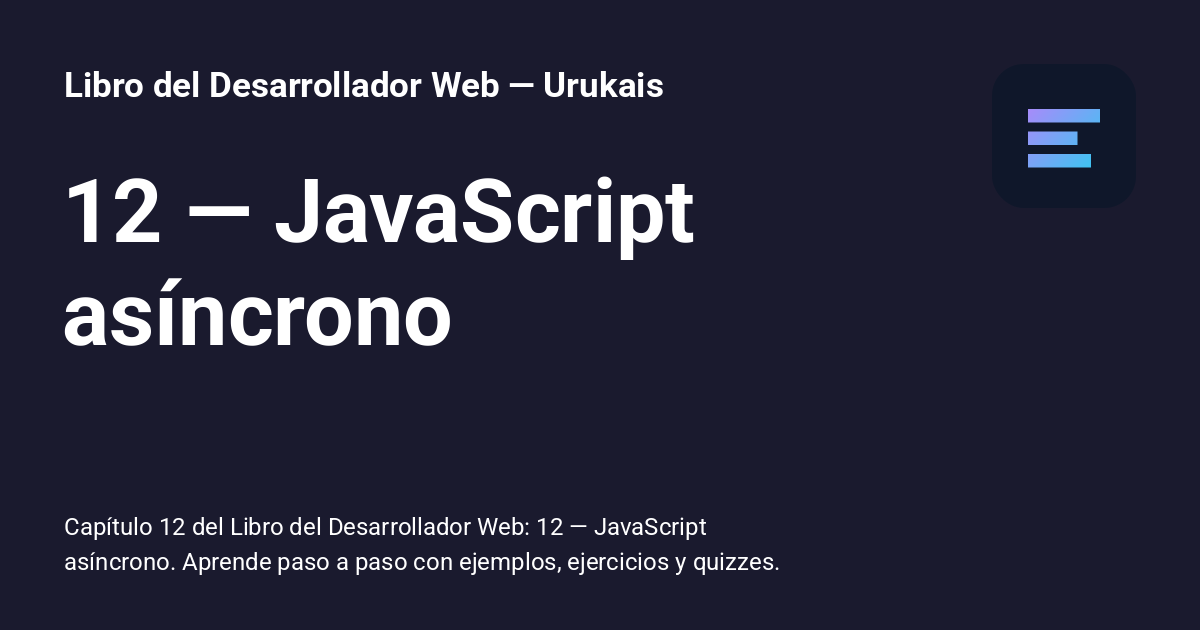 Libro del Desarrollador Web — Urukais
12 — JavaScript
asíncrono
Capítulo 12 del Libro del Desarrollador Web: 12 — JavaScript
asíncrono. Aprende paso a paso con ejemplos, ejercicios y quizzes.